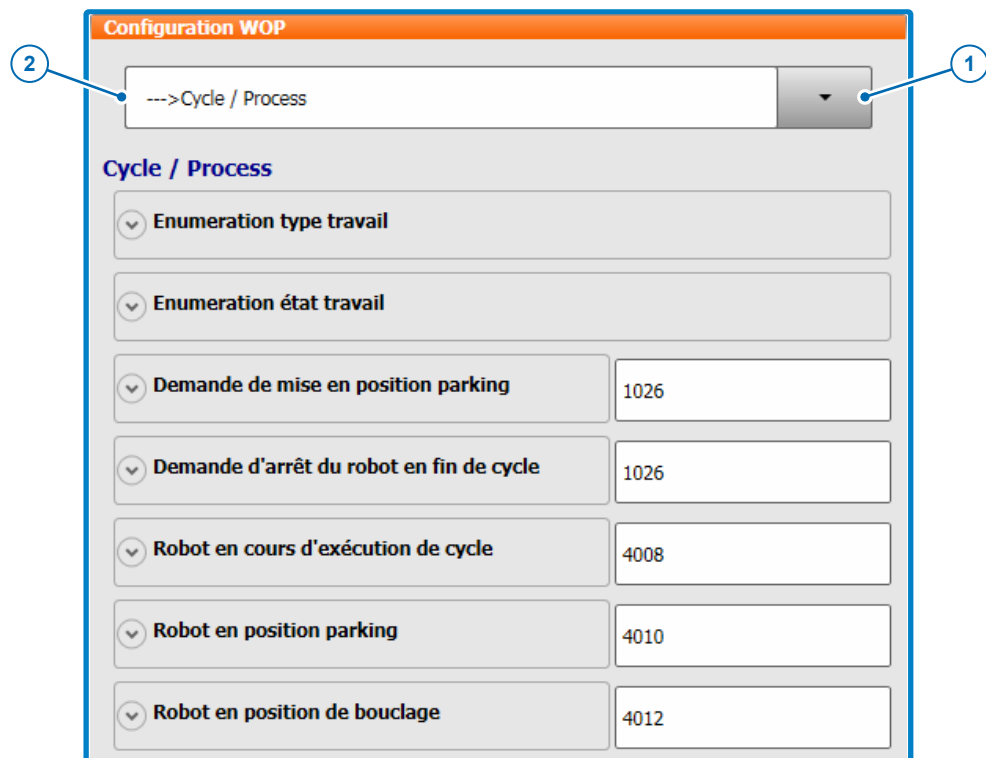 Configuration WOP
2
--->Cycle / Process
1
Cycle / Process
Enumeration type travail
Enumeration état travail
Demande de mise en position parking 1026
Demande d'arrêt du robot en fin de cycle 1026
Robot en cours d'exécution de cycle 4008
Robot en position parking 4010
Robot en position de bouclage 4012